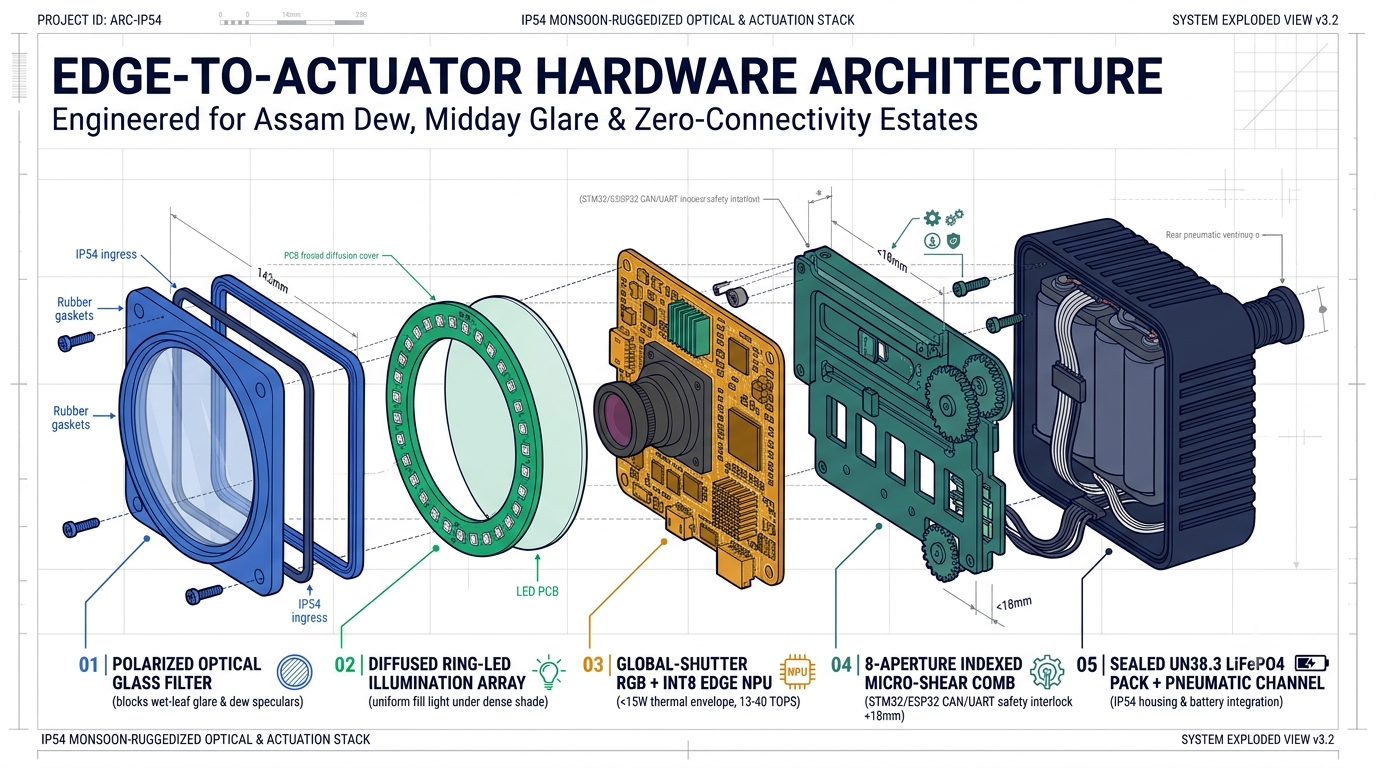 PROJECT ID: ARC-IP54
IP54 MONSOON-RUGGEDIZED OPTICAL & ACTUATION STACK
SYSTEM EXPLODED VIEW v3.2
EDGE-TO-ACTUATOR HARDWARE ARCHITECTURE
Engineered for Assam Dew, Midday Glare & Zero-Connectivity Estates
CAN/UART
safety
Rear pneumatic
IP54 ingress
PCB
diffusion cover
<18mm
Rubber
gaskets
Rubber
gaskets
LED PCB
IP54
ingress
<18mm
01
POLARIZED OPTICAL
GLASS FILTER
(blocks wet-leaf glare & dew speculars)
02
DIFFUSED RING-LED
ILLUMINATION ARRAY
(uniform fill light under dense shade)
03
GLOBAL-SHUTTER
RGB + INT8 EDGE NPU
(<15W thermal envelope, 13-40 TOPS)
NPU
04
8-APERTURE INDEXED
MICRO-SHEAR COMB
(STM32/ESP32 CAN/UART safety interlock
+18mm)
05
SEALED UN38.3 LiFePO4
PACK + PNEUMATIC CHANNEL
(IP54 housing & battery integration)
IP54 MONSOON-RUGGEDIZED OPTICAL & ACTUATION STACK
SYSTEM EXPLODED VIEW v3.2